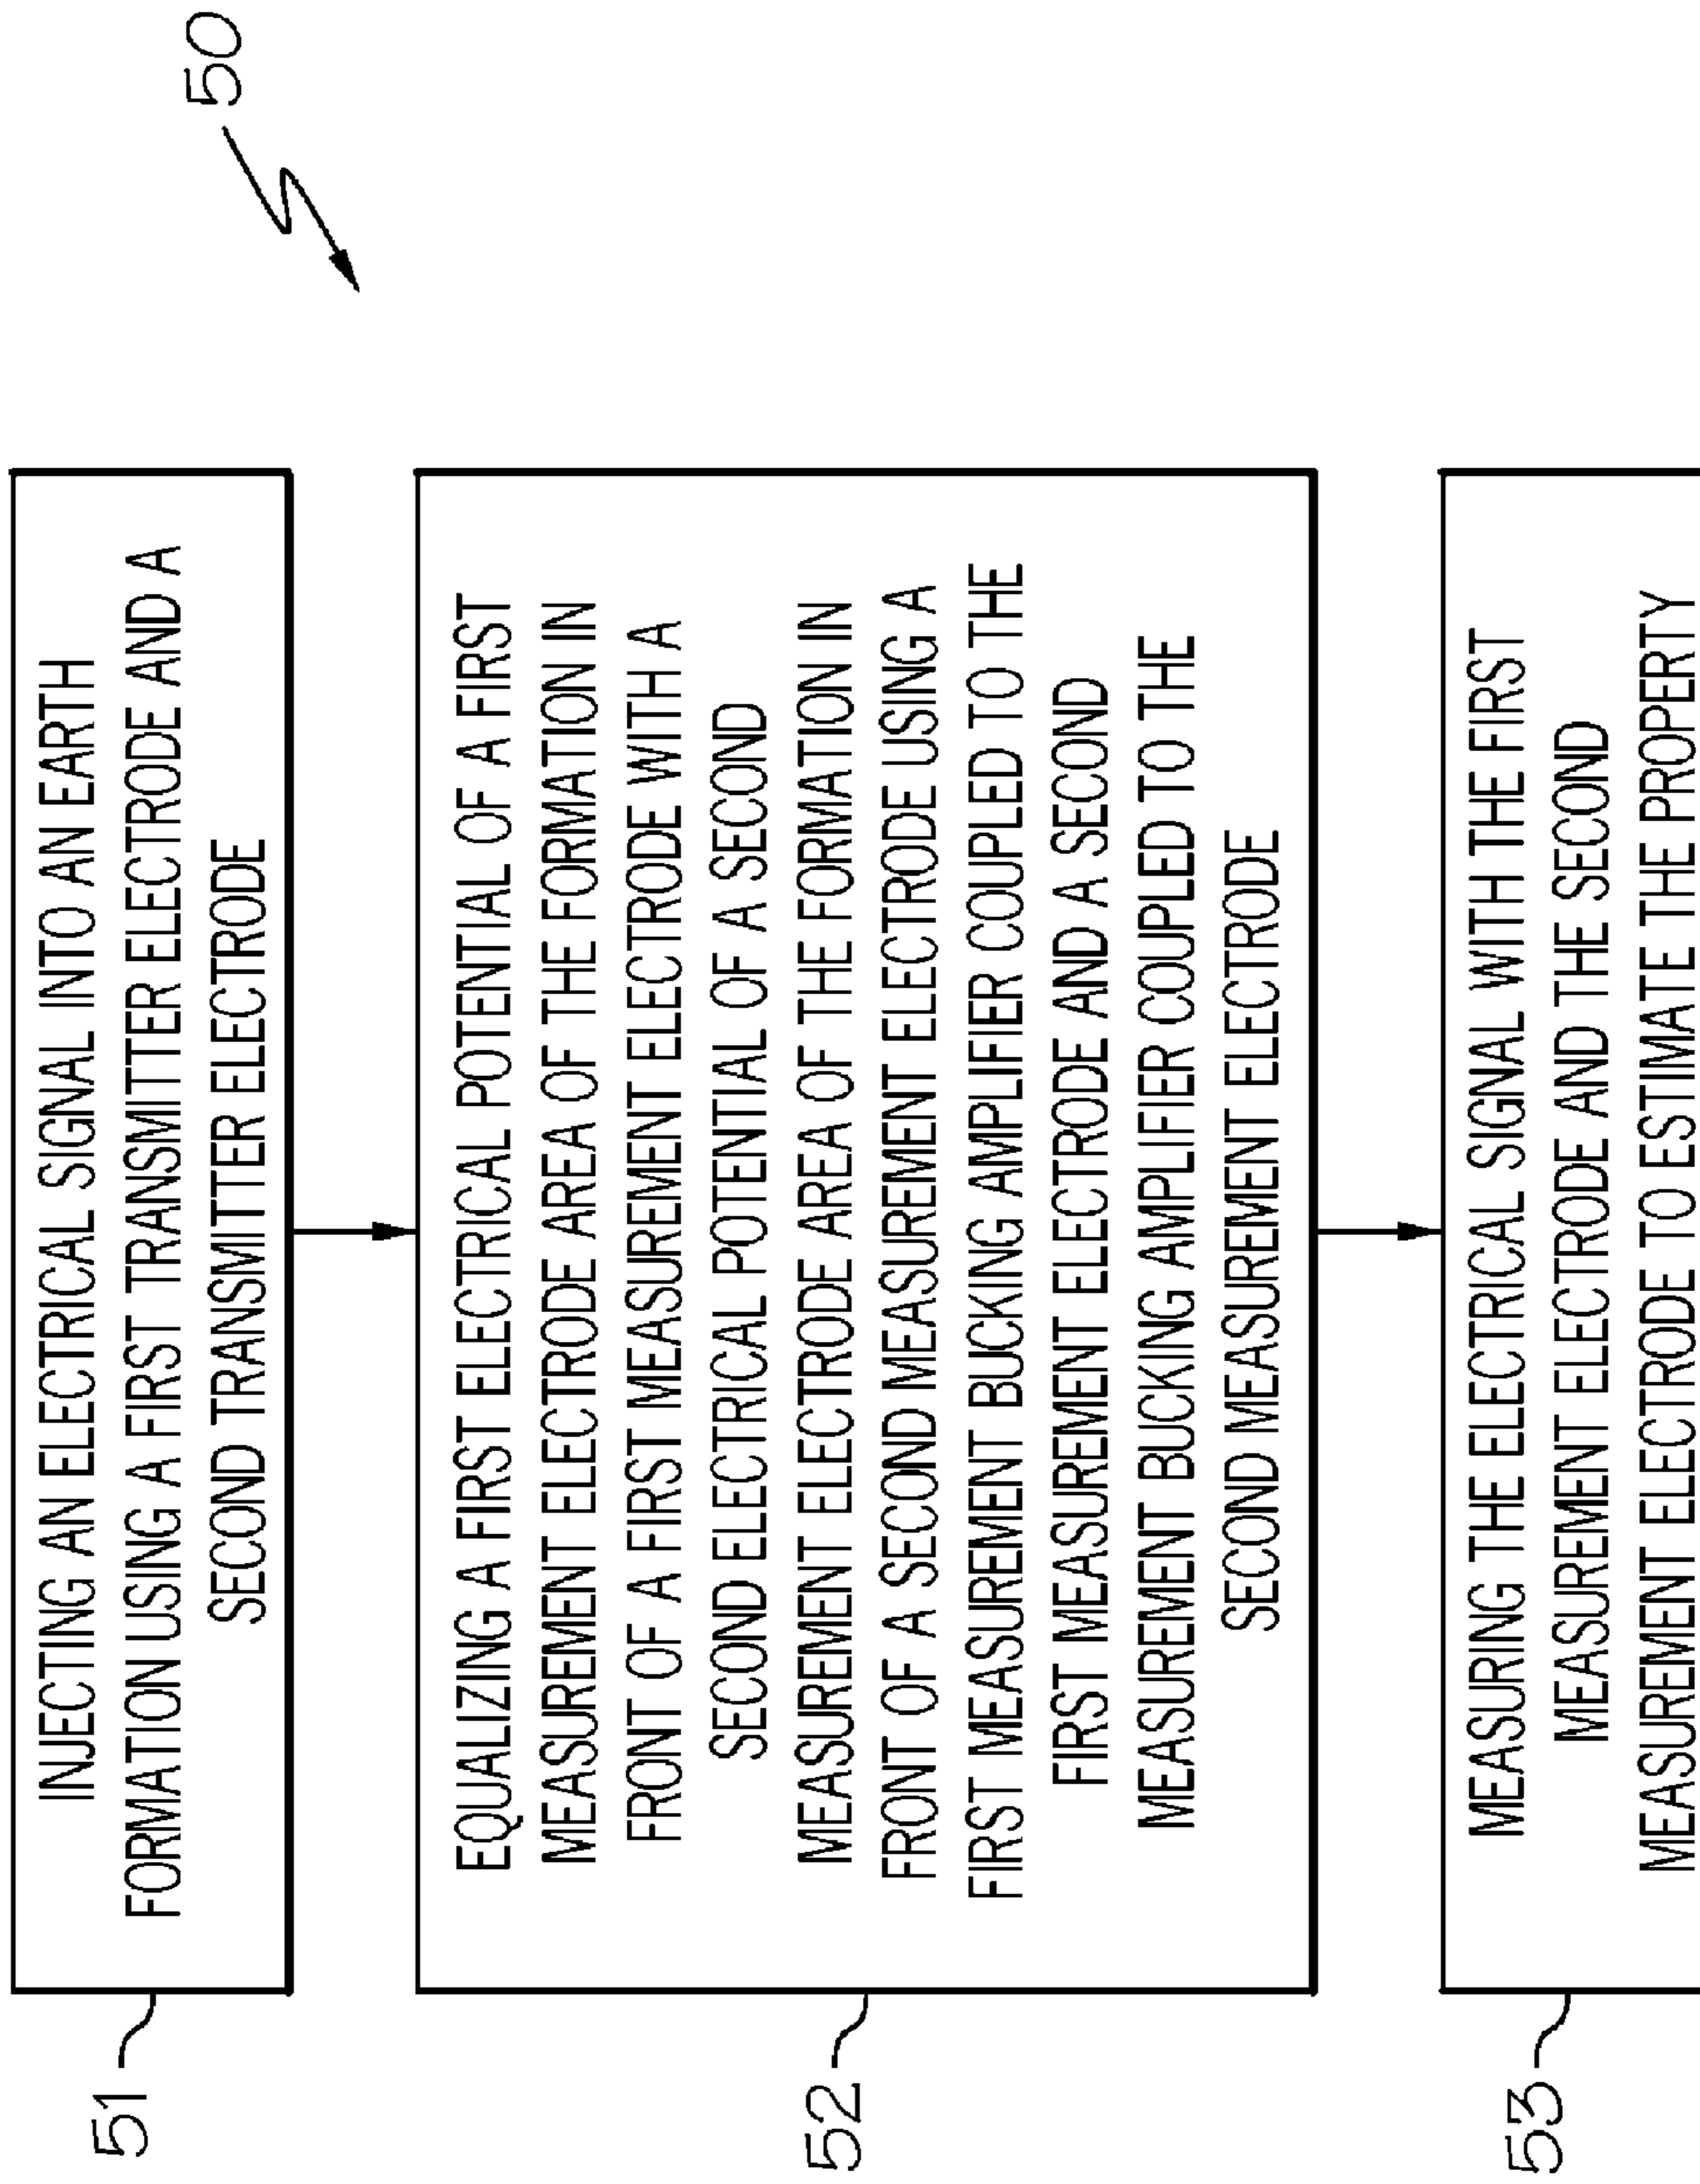 50
51
INJECTING AN ELECTRICAL SIGNAL INTO AN EARTH
FORMATION USING A FIRST TRANSMITTER ELECTRODE AND A
SECOND TRANSMITTER ELECTRODE
52
EQUALIZING A FIRST ELECTRICAL POTENTIAL OF A FIRST
MEASUREMENT ELECTRODE AREA OF THE FORMATION IN
FRONT OF A FIRST MEASUREMENT ELECTRODE WITH A
SECOND ELECTRICAL POTENTIAL OF A SECOND
MEASUREMENT ELECTRODE AREA OF THE FORMATION IN
FRONT OF A SECOND MEASUREMENT ELECTRODE USING A
FIRST MEASUREMENT BUCKING AMPLIFIER COUPLED TO THE
FIRST MEASUREMENT ELECTRODE AND A SECOND
MEASUREMENT BUCKING AMPLIFIER COUPLED TO THE
SECOND MEASUREMENT ELECTRODE
53
MEASURING THE ELECTRICAL SIGNAL WITH THE FIRST
MEASUREMENT ELECTRODE AND THE SECOND
MEASUREMENT ELECTRODE TO ESTIMATE THE PROPERTY